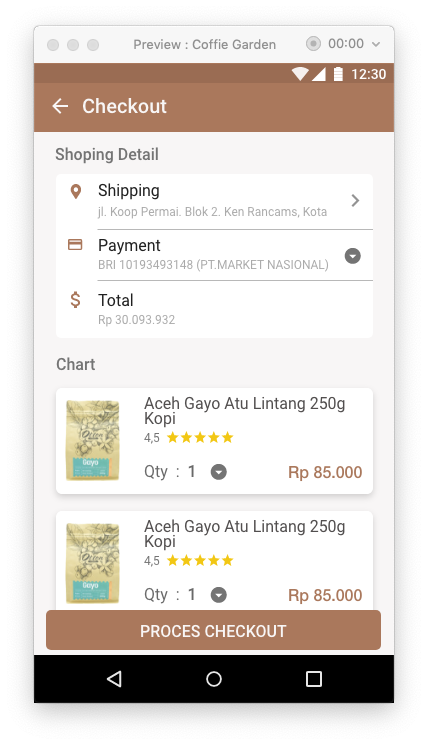 Preview : Coffie Garden
00:00
12:30
Checkout
Shoping Detail
Shipping
jl. Koop Permai. Blok 2. Ken Rancams, Kota
Payment
BRI 10193493148 (PT.MARKET NASIONAL)
Total
Rp 30.093.932
Chart
Aceh Gayo Atu Lintang 250g
Kopi
4,5
Gayo
Qty : 1
Rp 85.000
Aceh Gayo Atu Lintang 250g
Kopi
4,5
Gayo
Qty : 1
Rp 85.000
PROCES CHECKOUT